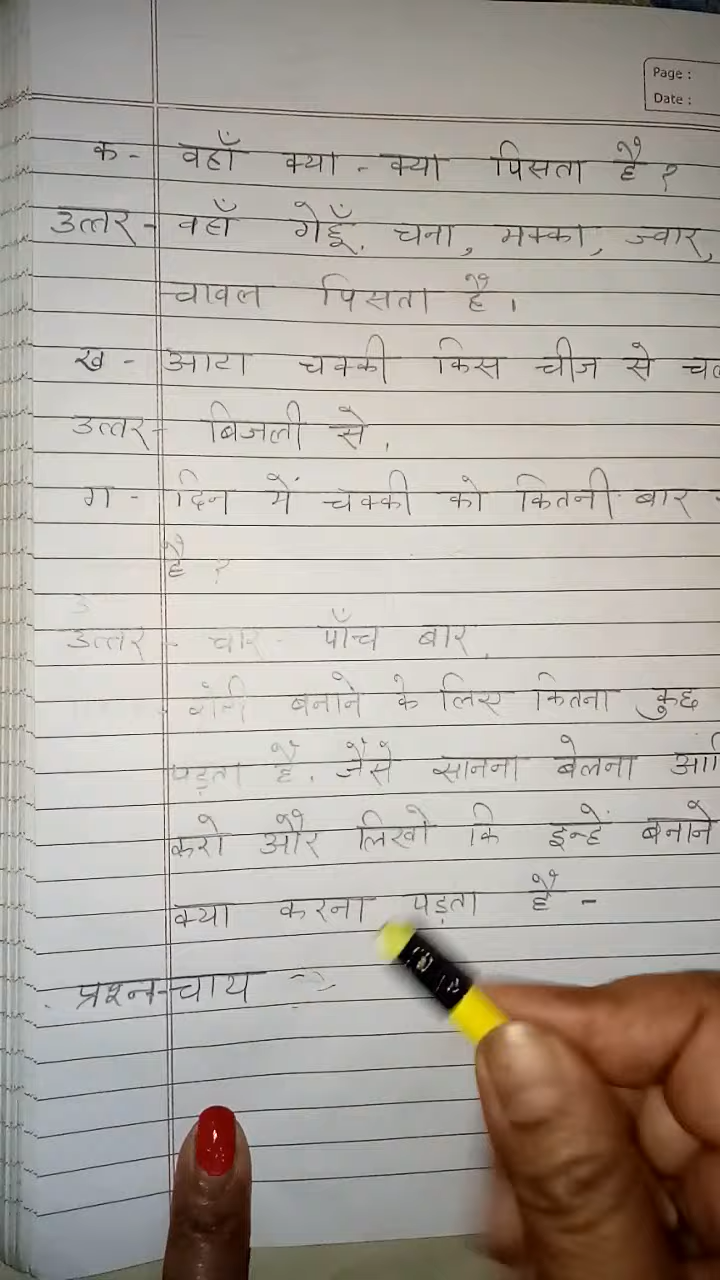 Page :
Date :
क- वहाँ क्या - क्या पिसता है ?
उत्तर- वहाँ गेहूँ, चना, मक्का, ज्वार,
चावल पिसता है।
ख - आटा चक्की किस चीज से
उत्तर- बिजली से,
ग - दिन में चक्की को कितनी बार
है ?
उत्तर - चार - पाँच बार,
रोटी बनाने के लिए कितना कुछ
पड़ता है, जैसे सानना बेलना
करो और लिखो कि इन्हें बनाने
क्या करना पड़ता है -
प्रश्न-चाय